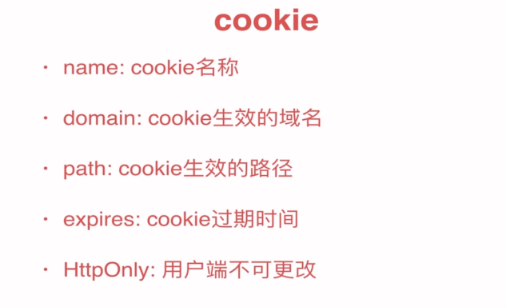 cookie
· name: cookie名称
· domain: cookie生效的域名
· path: cookie生效的路径
· expires: cookie过期时间
· HttpOnly: 用户端不可更改